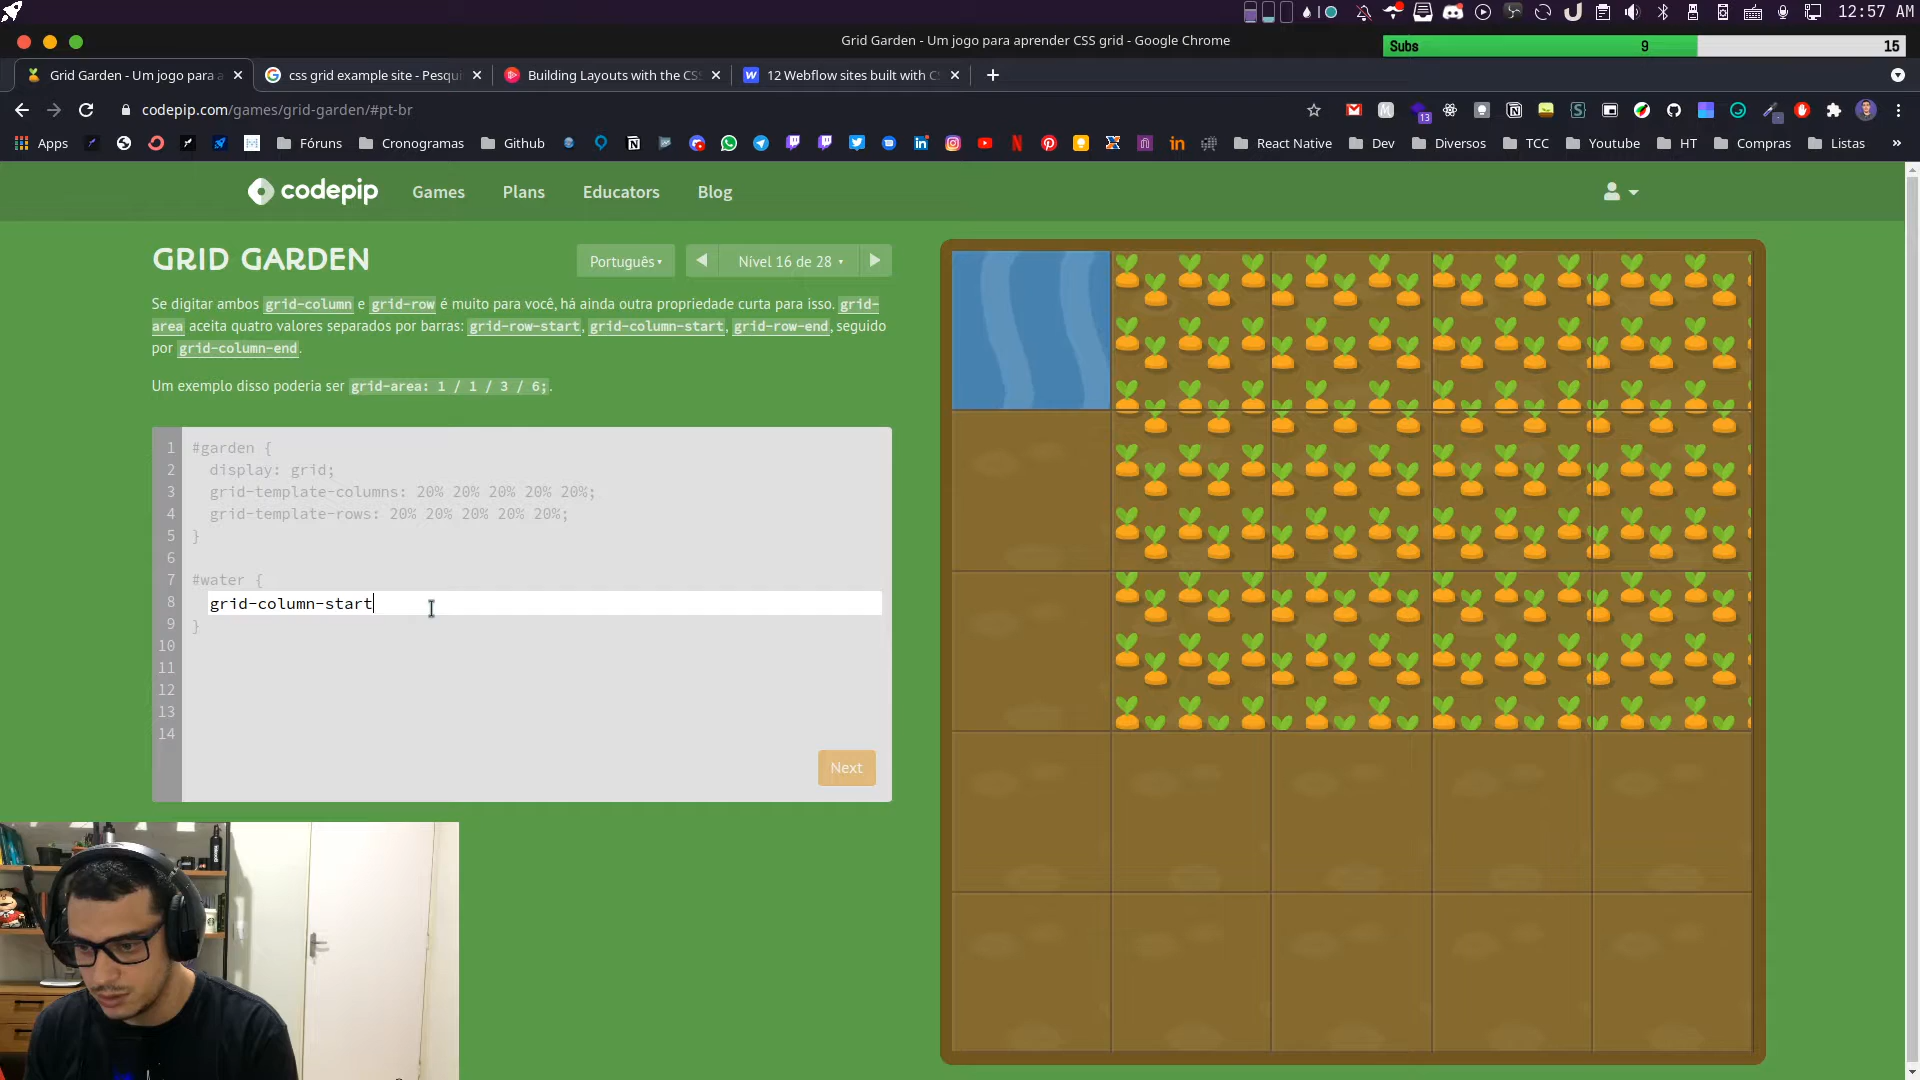 12:57 AM
Grid Garden - Um jogo para aprender CSS grid - Google Chrome
Subs 9 15
Grid Garden - Um jogo para a
css grid example site - Pesqui
Building Layouts with the CSS
12 Webflow sites built with C
codepip.com/games/grid-garden/#pt-br
13
Apps
Fóruns
Cronogramas
Github
React Native
Dev
Diversos
TCC
Youtube
HT
Compras
Listas
codepip
Games
Plans
Educators
Blog
GRID GARDEN
Português
Nível 16 de 28
Se digitar ambos grid-column e grid-row é muito para você, há ainda outra propriedade curta para isso. grid-
area aceita quatro valores separados por barras: grid-row-start, grid-column-start, grid-row-end, seguido
por grid-column-end.
Um exemplo disso poderia ser grid-area: 1 / 1 / 3 / 6;.
1 #garden {
2 display: grid;
3 grid-template-columns: 20% 20% 20% 20% 20%;
4 grid-template-rows: 20% 20% 20% 20% 20%;
5 }
6
7 #water {
8 grid-column-start
9 }
10
11
12
13
14
Next